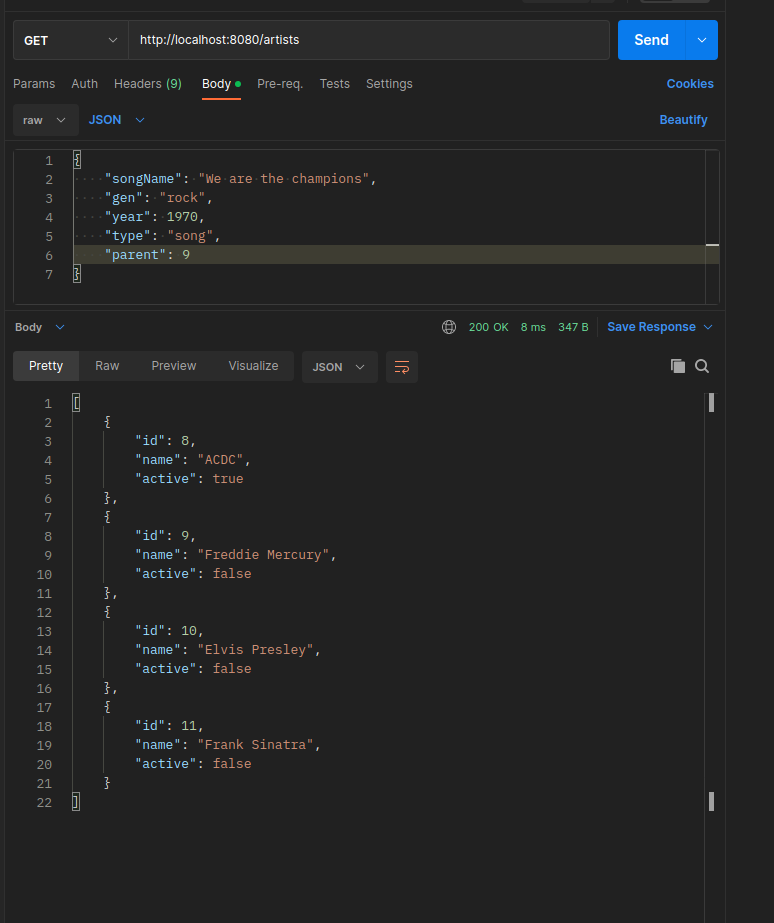 GET http://localhost:8080/artists Send
Params Auth Headers (9) Body Pre-req. Tests Settings Cookies
raw JSON Beautify
1 {
2 "songName": "We are the champions",
3 "gen": "rock",
4 "year": 1970,
5 "type": "song",
6 "parent": 9
7 }
Body 200 OK 8 ms 347 B Save Response
Pretty Raw Preview Visualize JSON
1 [
2 {
3 "id": 8,
4 "name": "ACDC",
5 "active": true
6 },
7 {
8 "id": 9,
9 "name": "Freddie Mercury",
10 "active": false
11 },
12 {
13 "id": 10,
14 "name": "Elvis Presley",
15 "active": false
16 },
17 {
18 "id": 11,
19 "name": "Frank Sinatra",
20 "active": false
21 }
22 ]